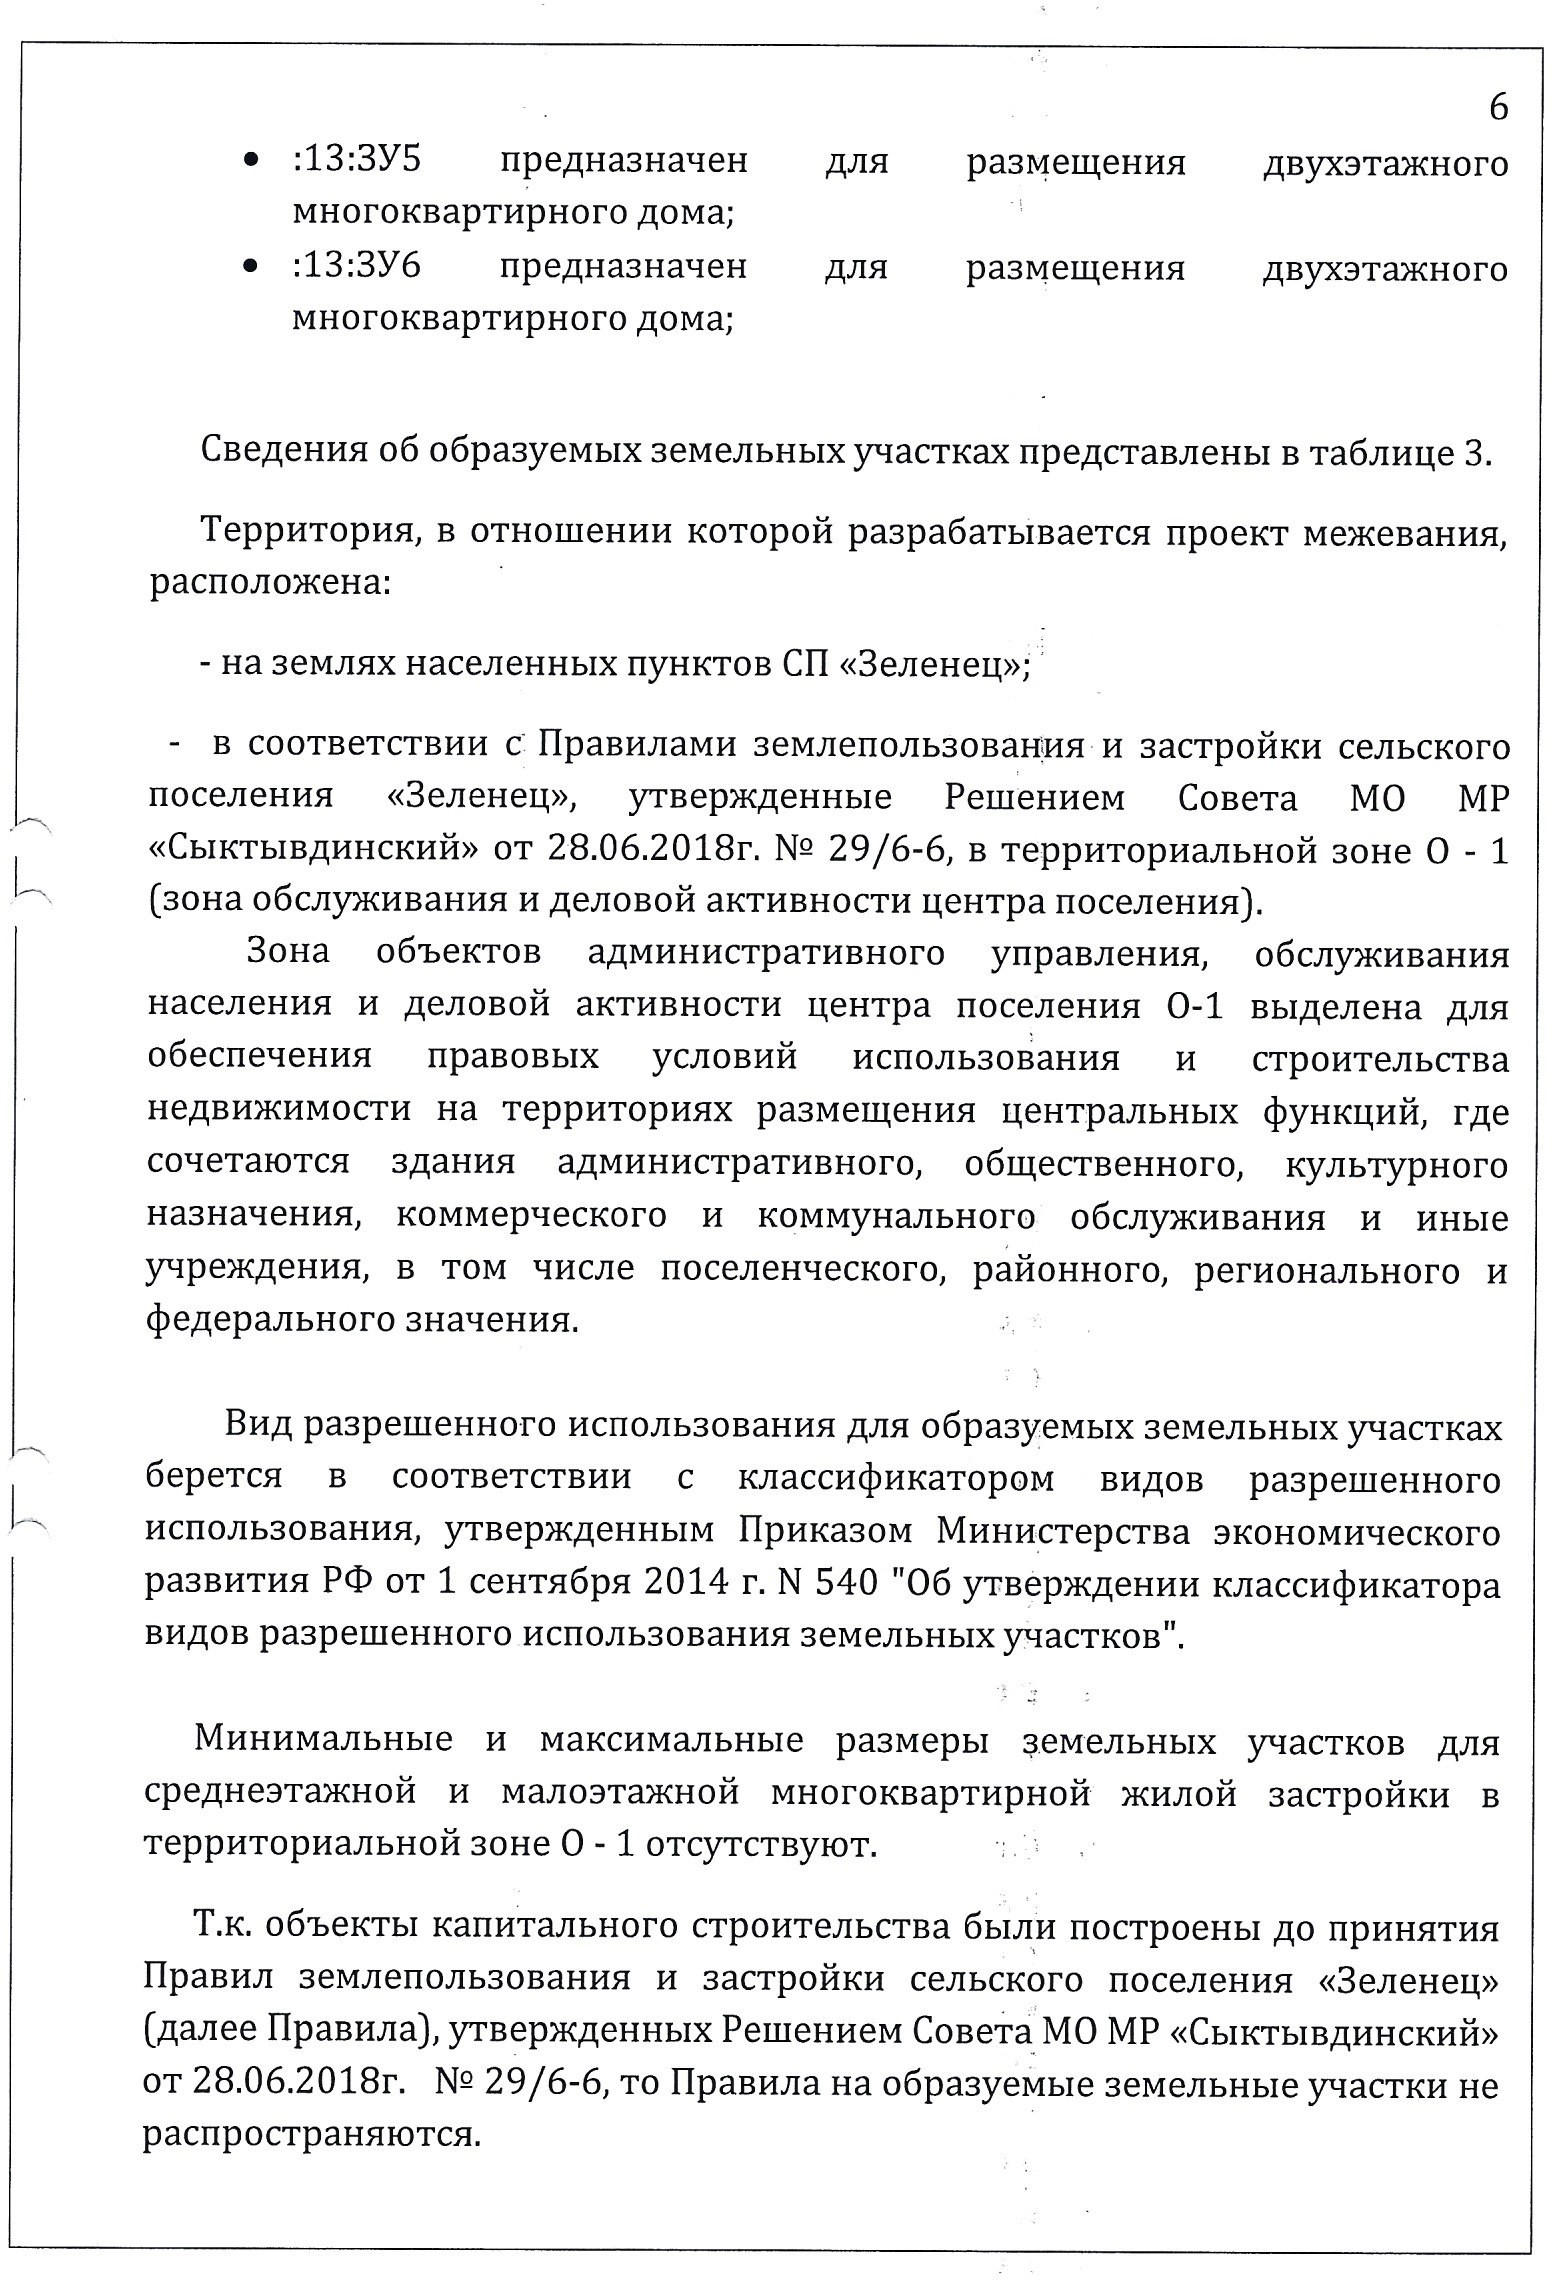 6
• :13:ЗУ5 предназначен для размещения двухэтажного
многоквартирного дома;
• :13:ЗУ6 предназначен для размещения двухэтажного
многоквартирного дома;
Сведения об образуемых земельных участках представлены в таблице 3.
Территория, в отношении которой разрабатывается проект межевания,
расположена:
- на землях населенных пунктов СП «Зеленец»;
- в соответствии с Правилами землепользования и застройки сельского
поселения «Зеленец», утвержденные Решением Совета МО МР
«Сыктывдинский» от 28.06.2018г. № 29/6-6, в территориальной зоне О - 1
(зона обслуживания и деловой активности центра поселения).
Зона объектов административного управления, обслуживания
населения и деловой активности центра поселения О-1 выделена для
обеспечения правовых условий использования и строительства
недвижимости на территориях размещения центральных функций, где
сочетаются здания административного, общественного, культурного
назначения, коммерческого и коммунального обслуживания и иные
учреждения, в том числе поселенческого, районного, регионального и
федерального значения.
Вид разрешенного использования для образуемых земельных участках
берется в соответствии с классификатором видов разрешенного
использования, утвержденным Приказом Министерства экономического
развития РФ от 1 сентября 2014 г. N 540 "Об утверждении классификатора
видов разрешенного использования земельных участков".
Минимальные и максимальные размеры земельных участков для
среднеэтажной и малоэтажной многоквартирной жилой застройки в
территориальной зоне О - 1 отсутствуют.
Т.к. объекты капитального строительства были построены до принятия
Правил землепользования и застройки сельского поселения «Зеленец»
(далее Правила), утвержденных Решением Совета МО МР «Сыктывдинский»
от 28.06.2018г. № 29/6-6, то Правила на образуемые земельные участки не
распространяются.